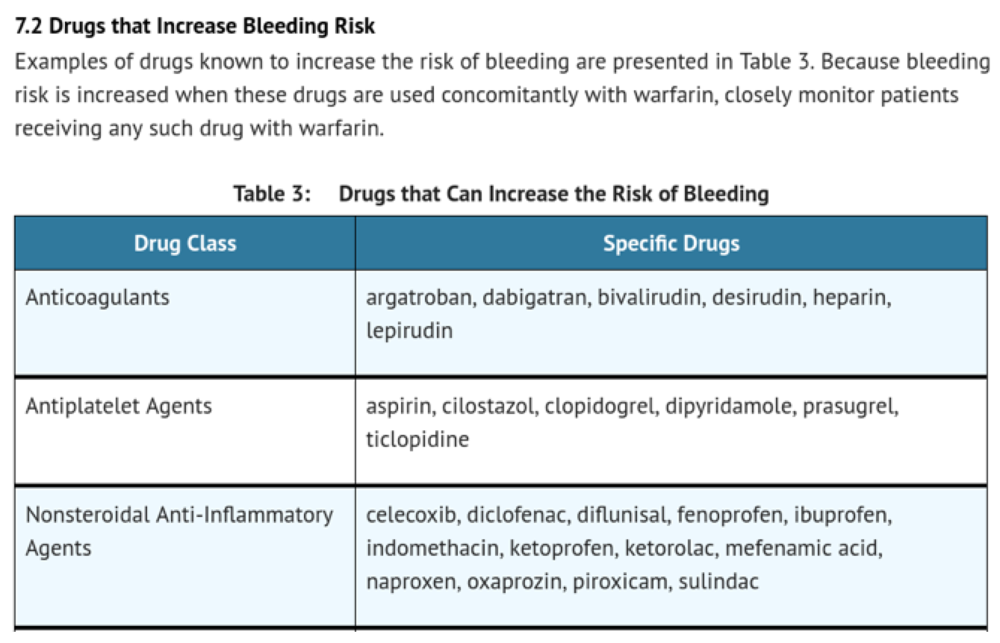 7.2 Drugs that Increase Bleeding Risk
Examples of drugs known to increase the risk of bleeding are presented in Table 3. Because bleeding
risk is increased when these drugs are used concomitantly with warfarin, closely monitor patients
receiving any such drug with warfarin.
Table 3: Drugs that Can Increase the Risk of Bleeding
Drug Class Specific Drugs
Anticoagulants argatroban, dabigatran, bivalirudin, desirudin, heparin,
lepirudin
Antiplatelet Agents aspirin, cilostazol, clopidogrel, dipyridamole, prasugrel,
ticlopidine
Nonsteroidal Anti-Inflammatory celecoxib, diclofenac, diflunisal, fenoprofen, ibuprofen,
Agents indomethacin, ketoprofen, ketorolac, mefenamic acid,
naproxen, oxaprozin, piroxicam, sulindac